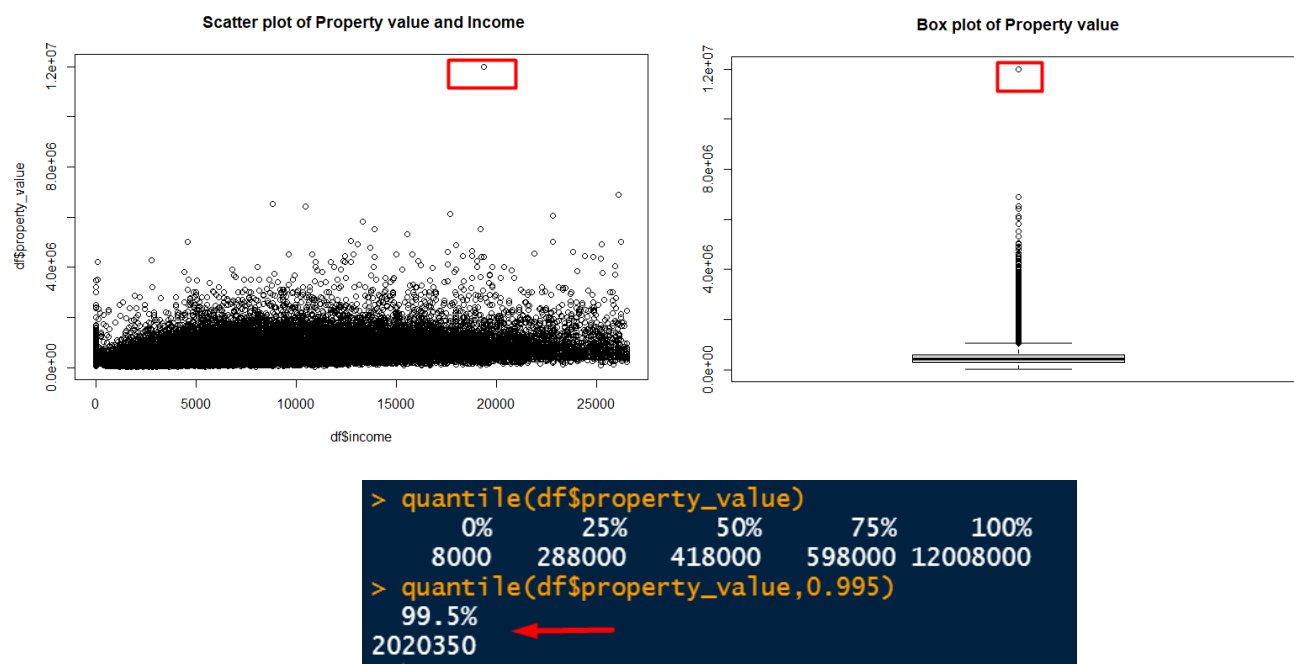 Scatter plot of Property value and Income
df$property_value
1.2e+07
8.0e+06
4.0e+06
0.0e+00
0 5000 10000 15000 20000 25000
df$income
Box plot of Property value
1.2e+07
8.0e+06
4.0e+06
0.0e+00
> quantile(df$property_value)
0% 25% 50% 75% 100%
8000 288000 418000 598000 12008000
> quantile(df$property_value,0.995)
99.5%
2020350